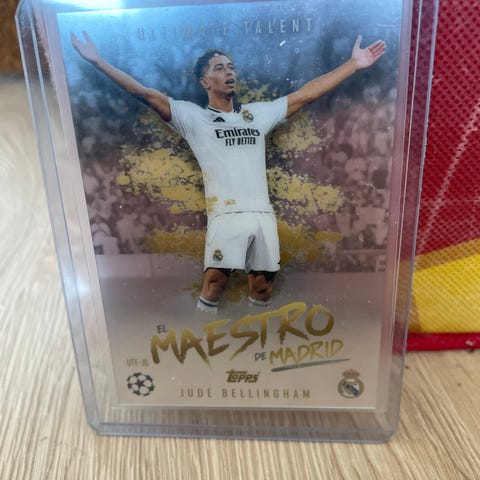 ULTIMATE TALENT
Emirates
FLY BETTER
EL
MAESTRO
DE MADRID
topps
JUDE BELLINGHAM